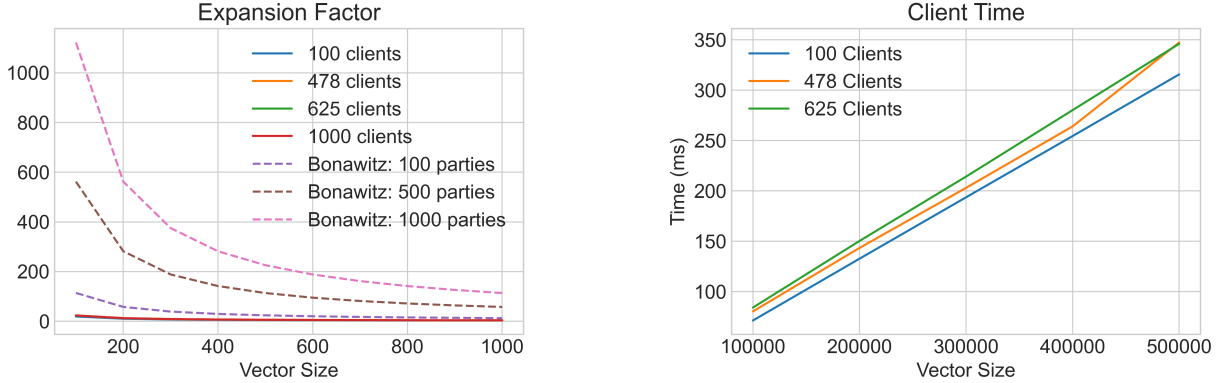 Expansion Factor
1000
800
600
400
200
0
100 clients
478 clients
625 clients
1000 clients
Bonawitz: 100 parties
Bonawitz: 500 parties
Bonawitz: 1000 parties
200
400
600
800
1000
Vector Size
Client Time
Time (ms)
350
300
250
200
150
100
100 Clients
478 Clients
625 Clients
100000
200000
300000
400000
500000
Vector Size